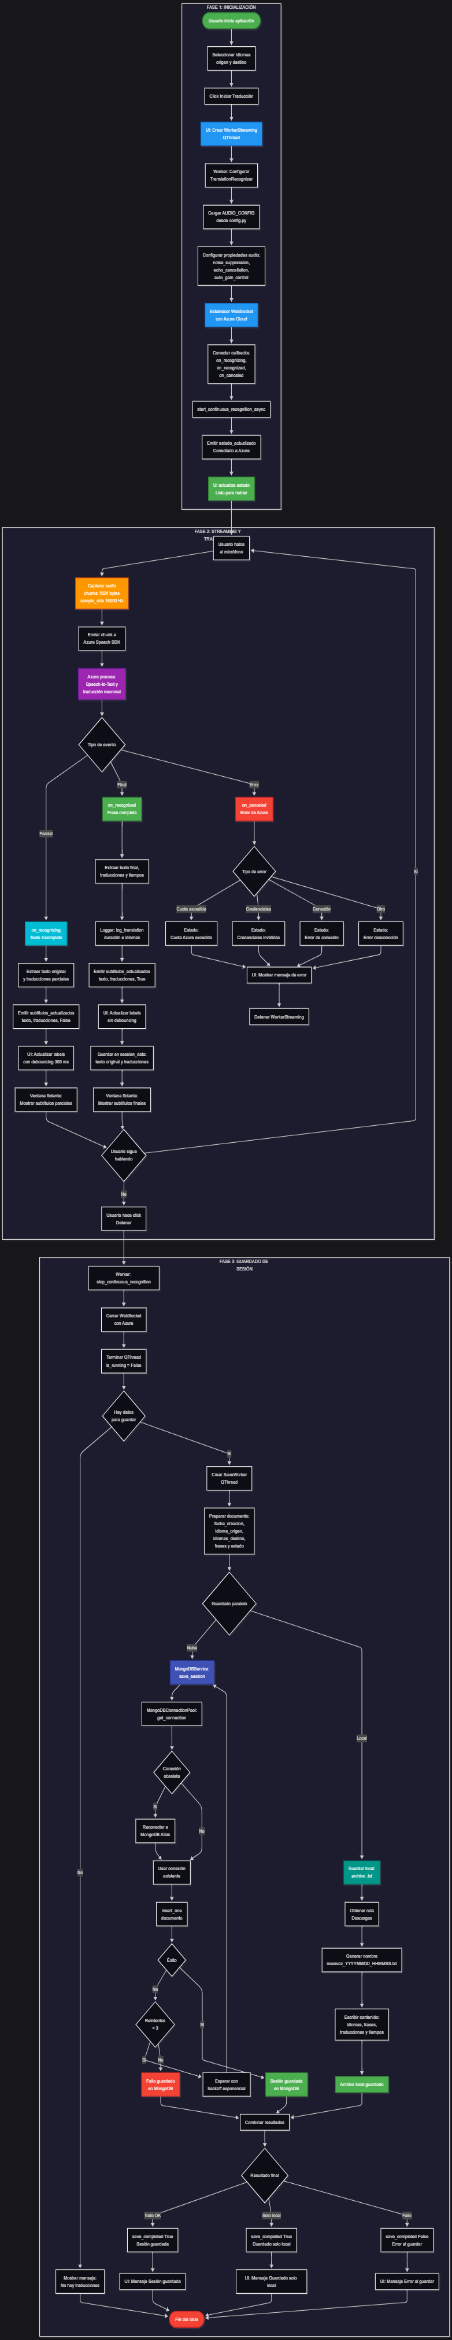 FASE 1: INICIALIZACIÓN
Usuario inicia aplicación
Seleccionar idiomas
origen y destino
Click Iniciar Traducción
UI: Crear WorkerStreaming
QThread
Worker: Configurar
TranslationRecognizer
Cargar AUDIO_CONFIG
desde config.py
Configurar propiedades audio:
noise_suppression,
echo_cancellation,
auto_gain_control
Establecer WebSocket
con Azure Cloud
Conectar callbacks:
on_recognizing,
on_recognized,
on_canceled
start_continuous_recognition_async
Emitir estado_actualizado
Conectado a Azure
UI actualiza estado:
Listo para hablar
FASE 2: STREAMING Y
Usuario habla
al micrófono
Capturar audio
chunks 1024 bytes
Enviar chunk a
Azure Speech SDK
Azure procesa:
Speech-to-Text y
traducción neuronal
Tipo de evento
Parcial
Final
Error
on_recognized
Frase completa
on_canceled
Error de Azure
Extraer texto final,
traducciones y tiempos
Tipo de error
Cuota excedida
Credenciales
Conexión
Otro
on_recognizing
Texto incompleto
Logger: log_translation
duración e idiomas
Estado:
Cuota Azure excedida
Estado:
Credenciales inválidas
Estado:
Error de conexión
Estado:
Error desconocido
Extraer texto original
y traducciones parciales
Emitir subtitulos_actualizados
texto, traducciones, True
UI: Mostrar mensaje de error
Emitir subtitulos_actualizados
texto, traducciones, False
UI: Actualizar labels
sin debouncing
Detener WorkerStreaming
UI: Actualizar labels
con debouncing 300 ms
Guardar en session_data:
texto original y traducciones
Ventana flotante:
Mostrar subtítulos parciales
Ventana flotante:
Mostrar subtítulos finales
Usuario sigue
hablando
Sí
No
Usuario hace click
Detener
FASE 3: GUARDADO DE
SESIÓN
Worker:
stop_continuous_recognition
Cerrar WebSocket
con Azure
Terminar QThread
is_running = False
Hay datos
para guardar
Sí
No
Crear SaveWorker
QThread
Preparar documento:
fecha_creacion,
idioma_origen,
idiomas_destino,
frases y estado
Guardado paralelo
Nube
Local
MongoDBService
save_session
MongoDBConnectionPool:
get_connection
Conexión
obsoleta
Sí
No
Reconectar a
MongoDB Atlas
Usar conexión
existente
insert_one
documento
Éxito
No
Sí
Reintentos
< 3
Sí
No
Fallo guardado
en MongoDB
Esperar con
backoff exponencial
Sesión guardada
en MongoDB
Guardar local:
archivo .txt
Obtener ruta
Descargas
Generar nombre
Escribir contenido:
idiomas, frases,
traducciones y tiempos
Archivo local guardado
Combinar resultados
Resultado final
Todo OK
Solo local
Fallo
save_completed True
Sesión guardada
save_completed True
Guardado solo local
save_completed False
Error al guardar
Mostrar mensaje:
No hay traducciones
UI: Mensaje Sesión guardada
UI: Mensaje Guardado solo
local
UI: Mensaje Error al guardar
Fin del ciclo